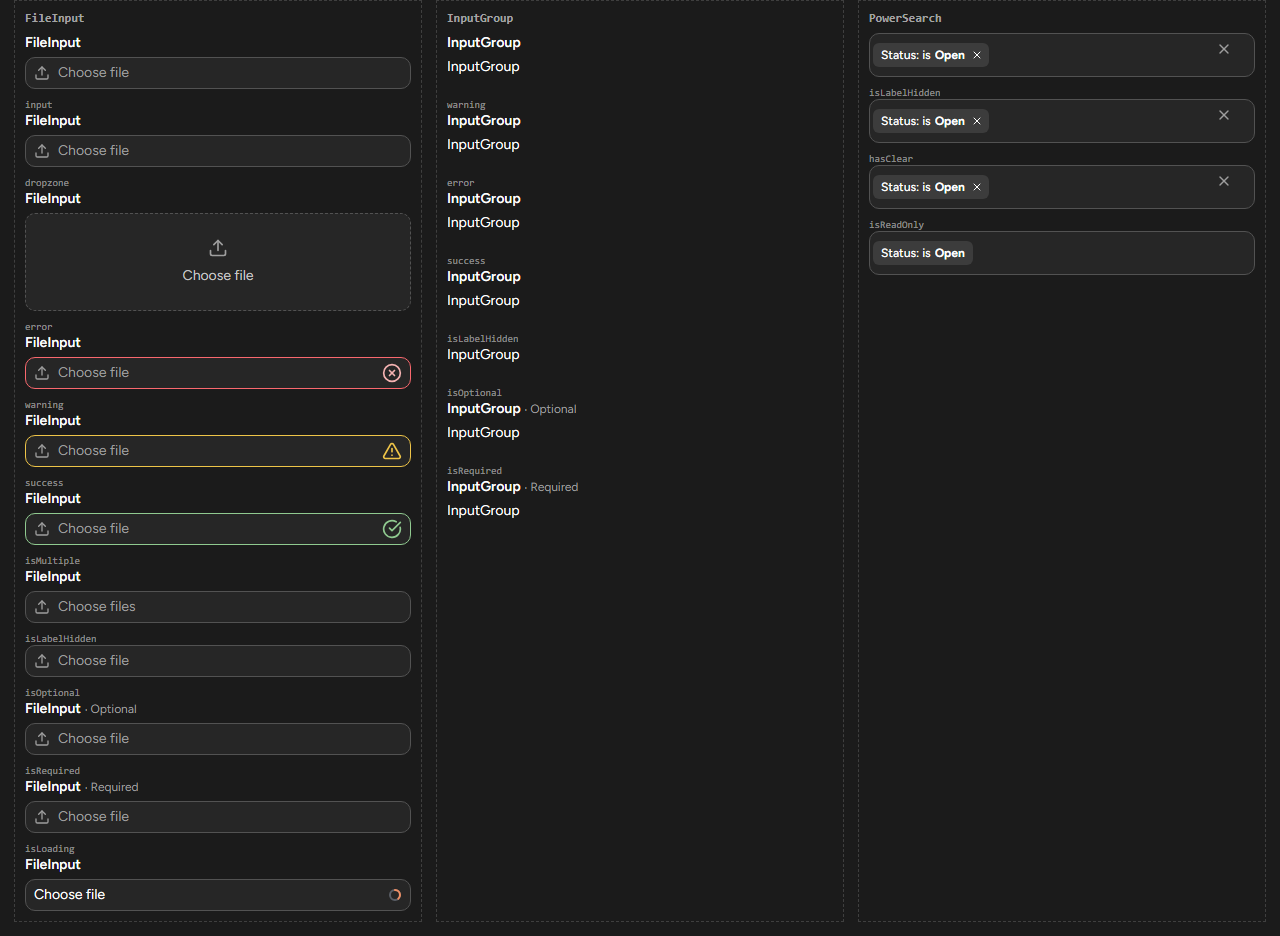 FileInput
FileInput
Choose file
input
FileInput
Choose file
dropzone
FileInput
Choose file
error
FileInput
Choose file
warning
FileInput
Choose file
success
FileInput
Choose file
isMultiple
FileInput
Choose files
isLabelHidden
Choose file
isOptional
FileInput · Optional
Choose file
isRequired
FileInput · Required
Choose file
isLoading
FileInput
Choose file
InputGroup
InputGroup
InputGroup
warning
InputGroup
InputGroup
error
InputGroup
InputGroup
success
InputGroup
InputGroup
isLabelHidden
InputGroup
isOptional
InputGroup · Optional
InputGroup
isRequired
InputGroup · Required
InputGroup
PowerSearch
Status: is Open
isLabelHidden
Status: is Open
hasClear
Status: is Open
isReadOnly
Status: is Open